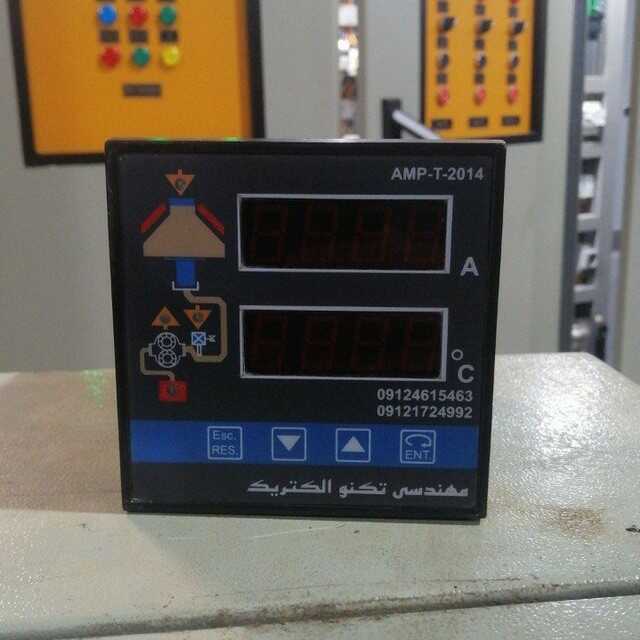 AMP-T-2014
A
°C
09124615463
09121724992
Esc.
RES.
ENT.
مهندسی تکنو الکتریک